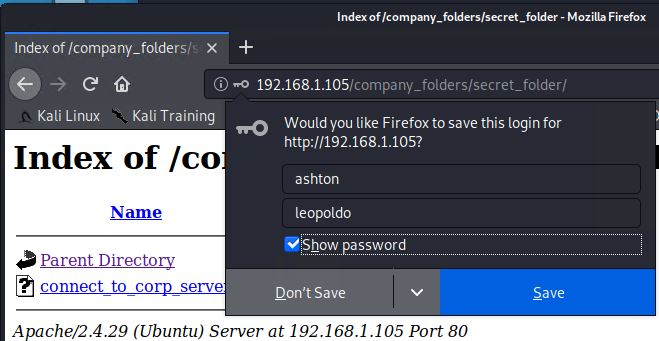 Index of /company_folders/secret_folder - Mozilla Firefox
Index of /company_folders/s
192.168.1.105/company_folders/secret_folder/
Kali Linux Kali Training
Would you like Firefox to save this login for
http://192.168.1.105?
ashton
leopoldo
Show password
Don't Save
Save
Index of /co
Name
Parent Directory
connect_to_corp_serve
Apache/2.4.29 (Ubuntu) Server at 192.168.1.105 Port 80